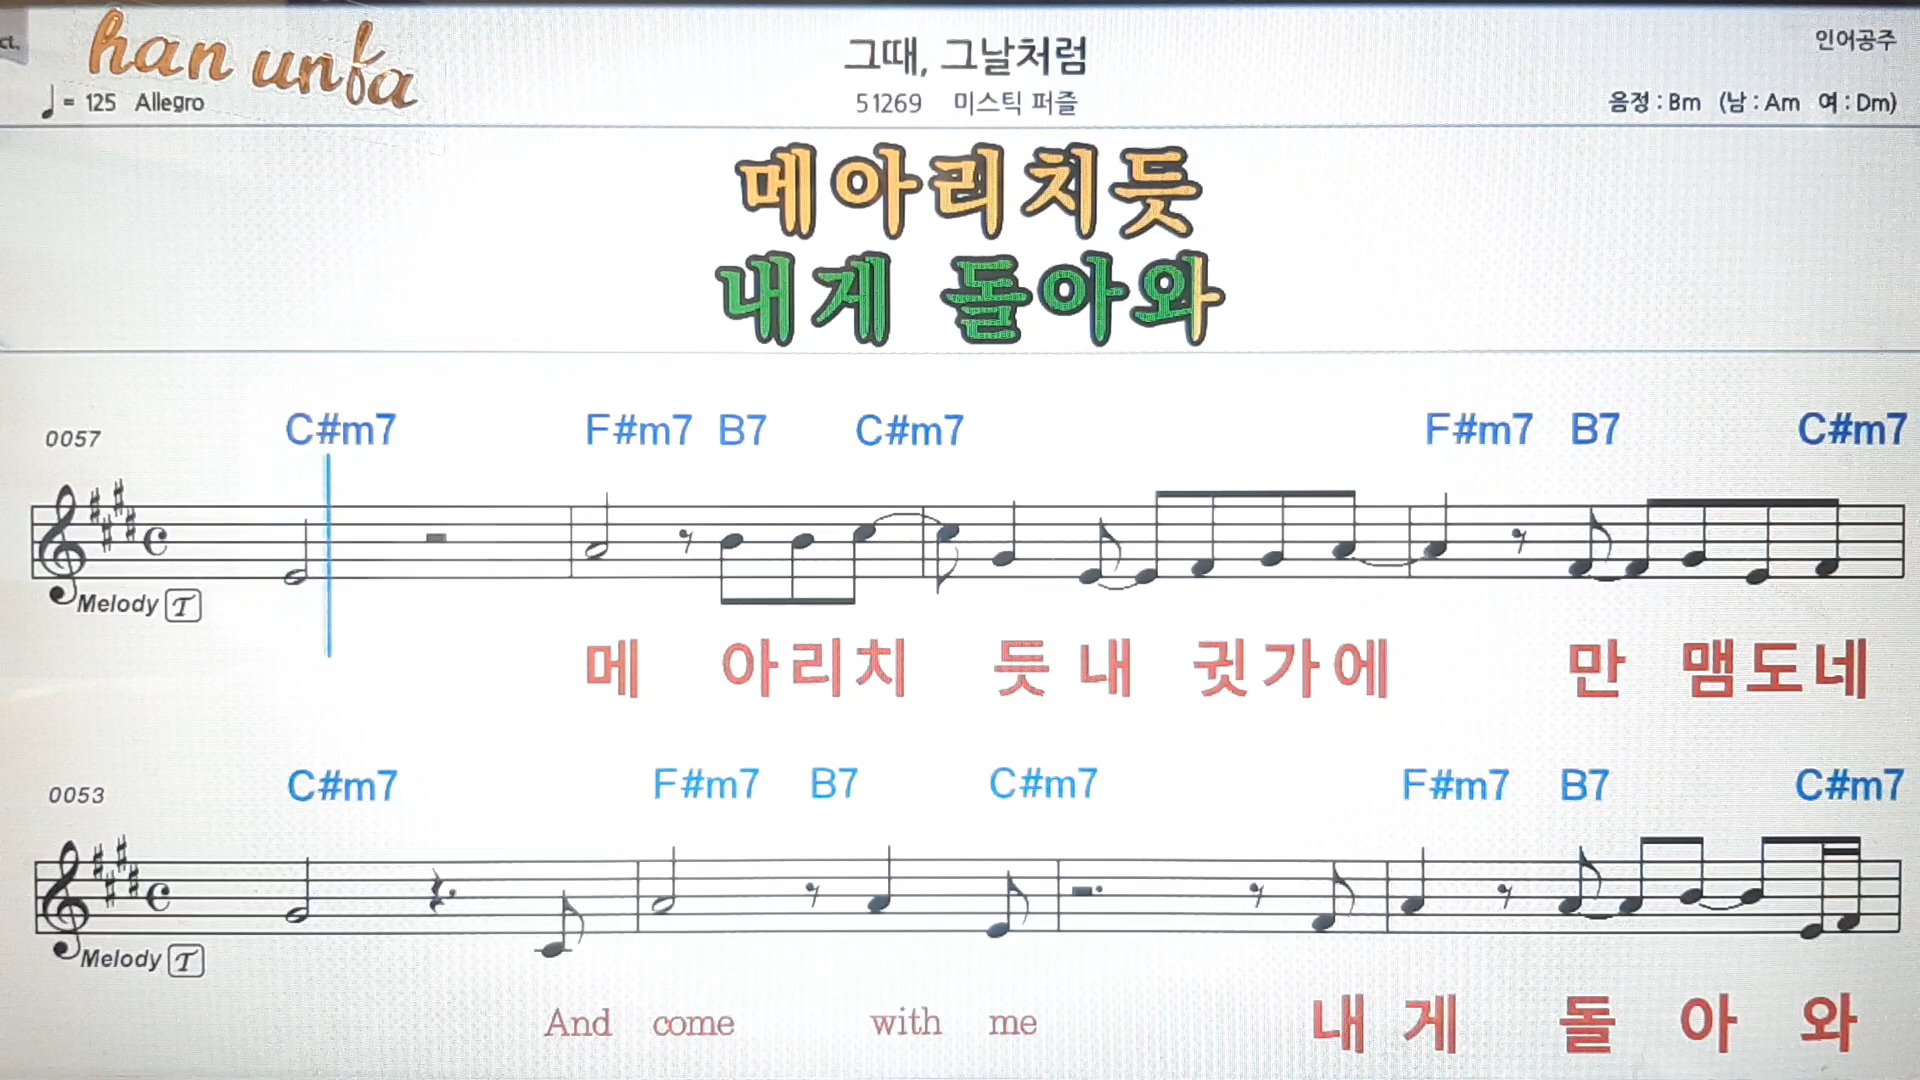 ct.
han unfa
그때, 그날처럼
인어공주
♩= 125 Allegro
51269 미스틱 퍼즐
음정 : Bm (남 : Am 여 : Dm)
메아리치듯
내게 돌아와
0057 C#m7 F#m7 B7 C#m7 F#m7 B7 C#m7
Melody T
메 아리치 듯 내 귓가에 만 맴도네
0053 C#m7 F#m7 B7 C#m7 F#m7 B7 C#m7
Melody T
And come with me 내 게 돌 아 와